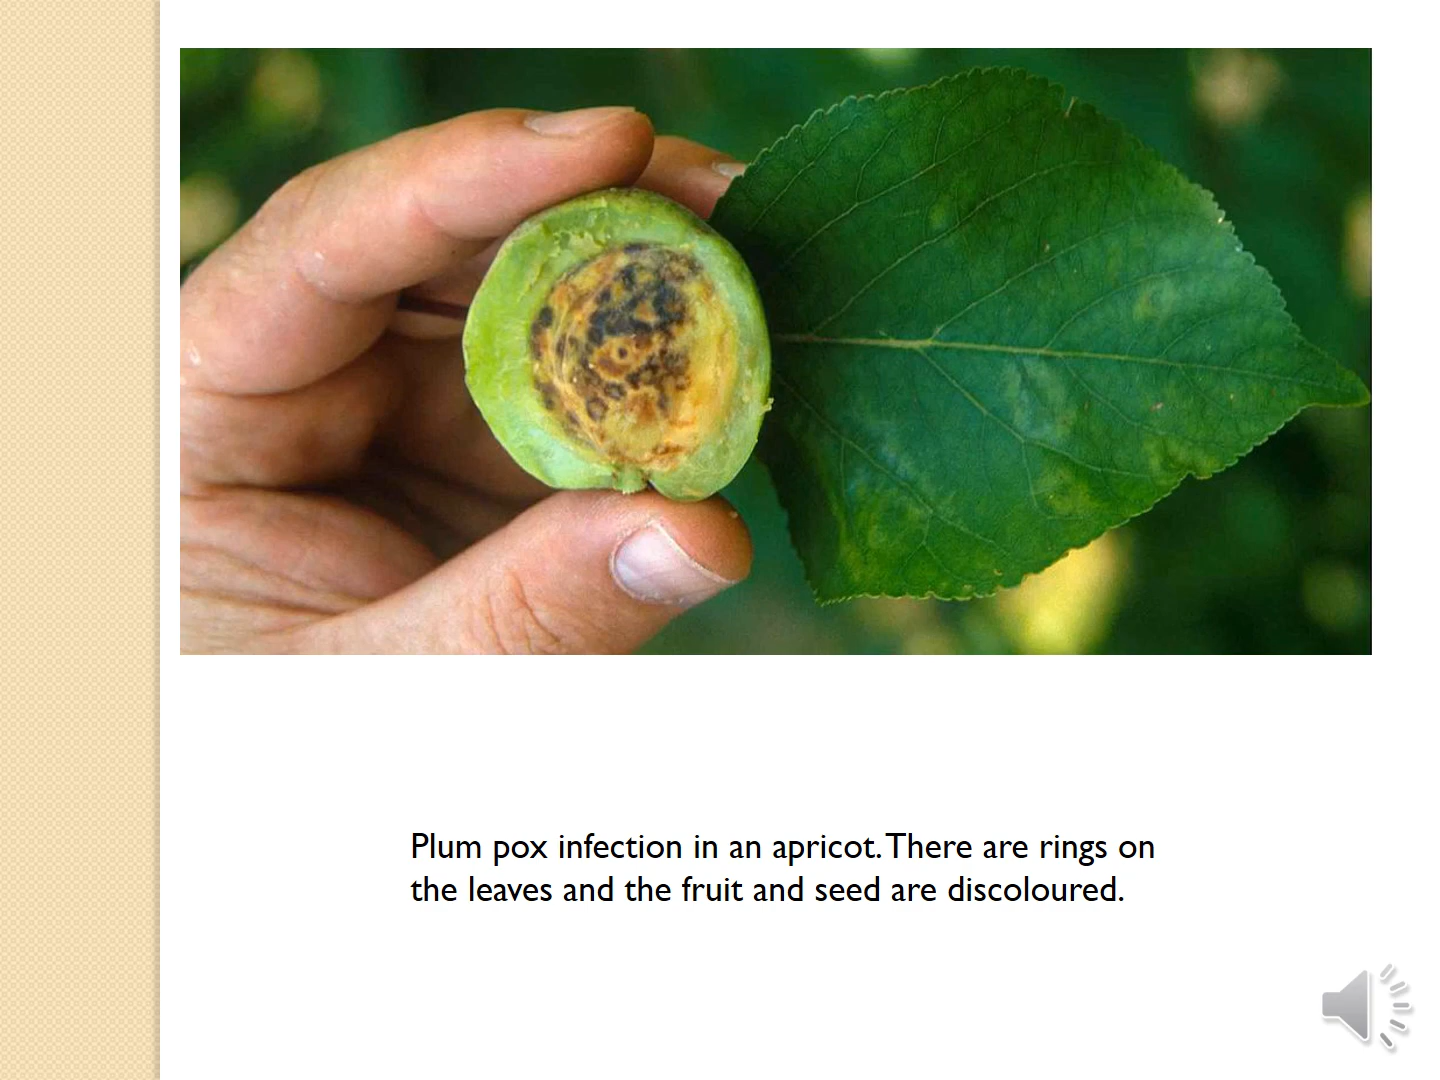 Plum pox infection in an apricot. There are rings on
the leaves and the fruit and seed are discoloured.